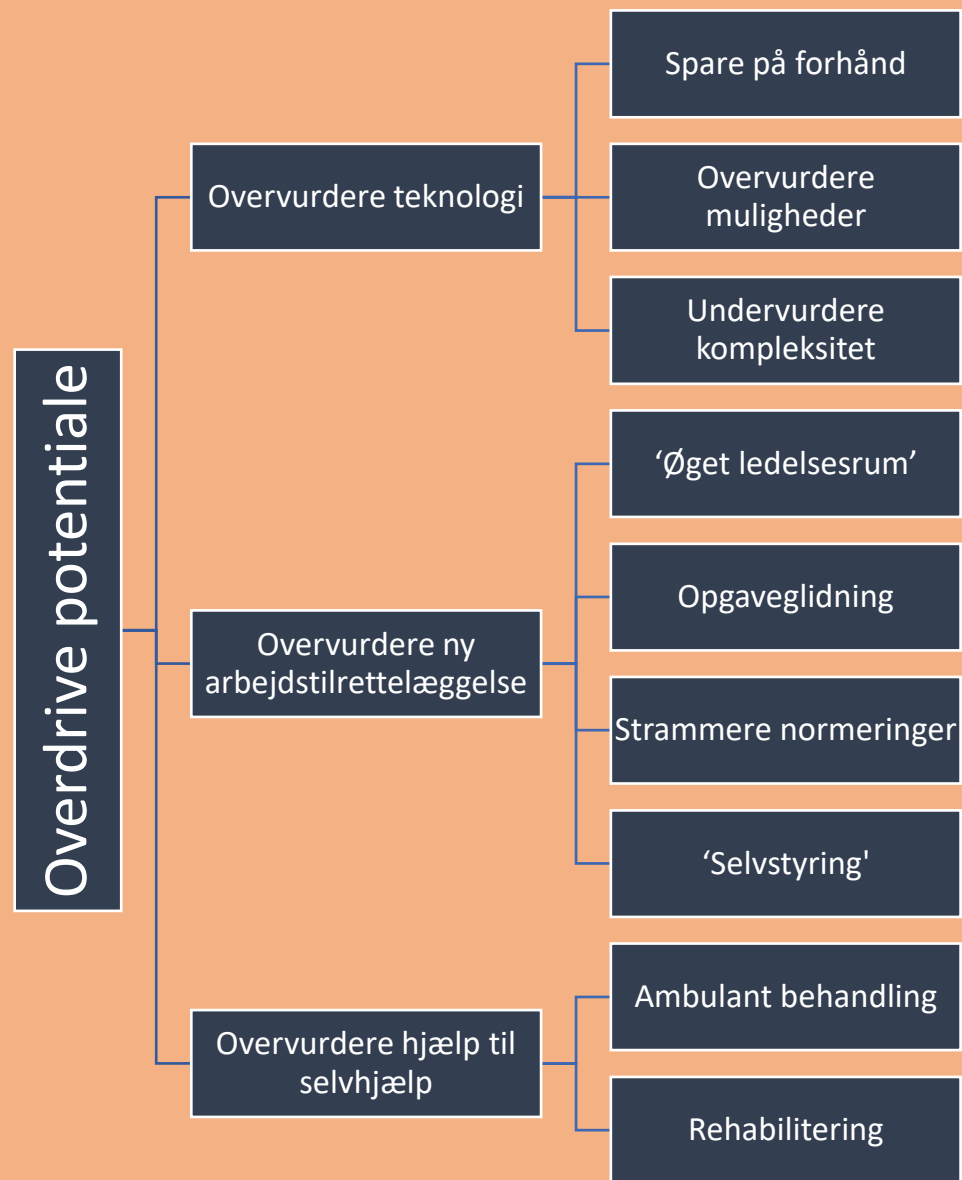 Overdrive potentiale
Overvurdere teknologi
Spare på forhånd
Overvurdere
muligheder
Undervurdere
kompleksitet
Overvurdere ny
arbejdstilrettelæggelse
‘Øget ledelsesrum’
Opgaveglidning
Strammere normeringer
‘Selvstyring'
Overvurdere hjælp til
selvhjælp
Ambulant behandling
Rehabilitering